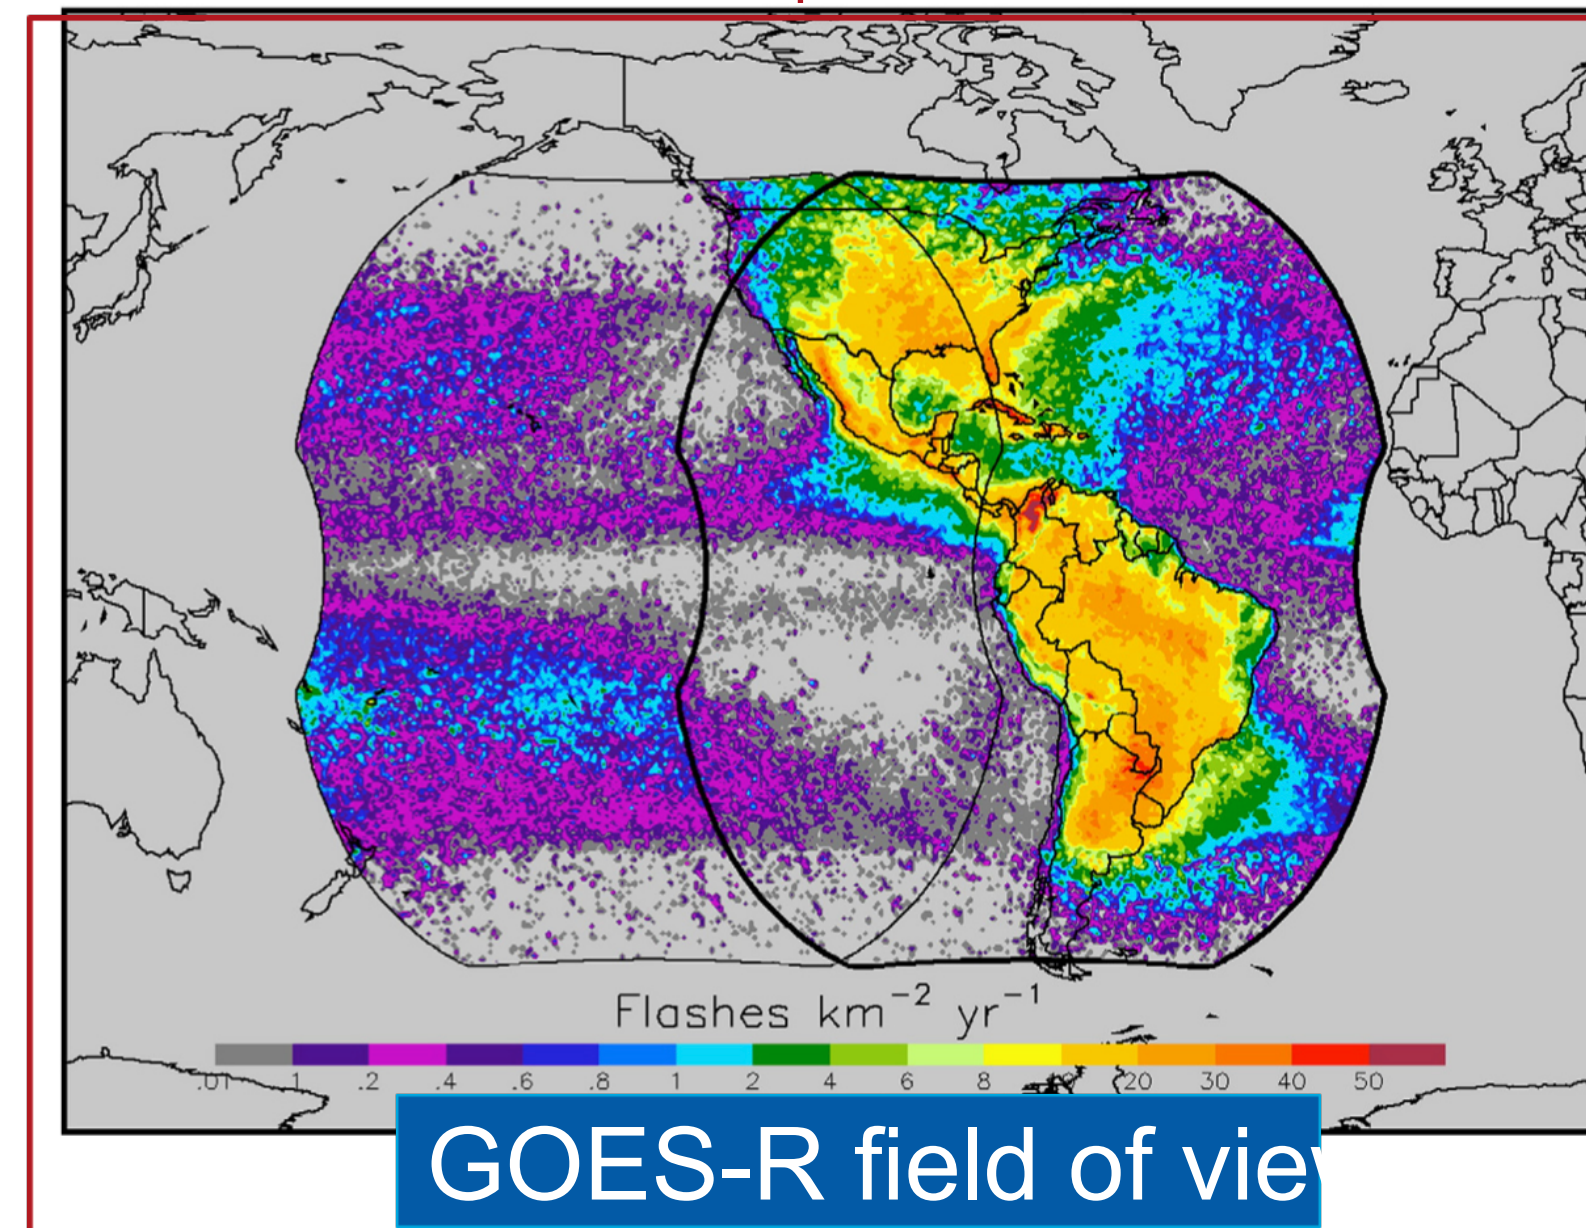 Flashes km⁻² yr⁻¹
.01 .1 .2 .4 .6 .8 1 2 4 6 8 20 30 40 50
GOES-R field of view